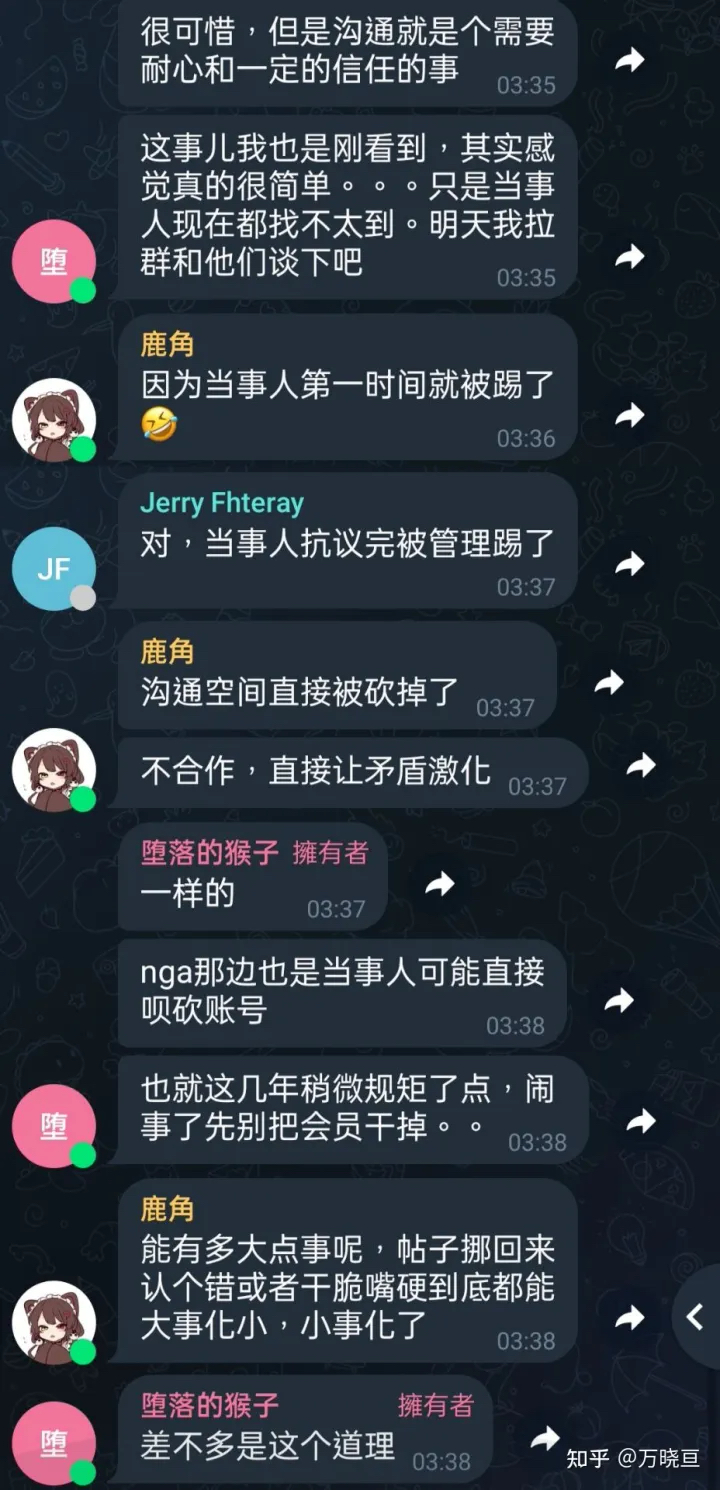 很可惜，但是沟通就是个需要
耐心和一定的信任的事
03:35
这事儿我也是刚看到，其实感
觉真的很简单。。。只是当事
人现在都找不太到。明天我拉
群和他们谈下吧
03:35
堕
鹿角
因为当事人第一时间就被踢了
🤣
03:36
Jerry Fhteray
对，当事人抗议完被管理踢了
JF
03:37
鹿角
沟通空间直接被砍掉了
03:37
不合作，直接让矛盾激化
03:37
堕落的猴子 擁有者
一样的
03:37
nga那边也是当事人可能直接
呗砍账号
03:38
也就这几年稍微规矩了点，闹
事了先别把会员干掉。。
03:38
堕
鹿角
能有多大点事呢，帖子挪回来
认个错或者干脆嘴硬到底都能
大事化小，小事化了
03:38
堕落的猴子 擁有者
差不多是这个道理
03:38
堕
知乎 @万晓亘